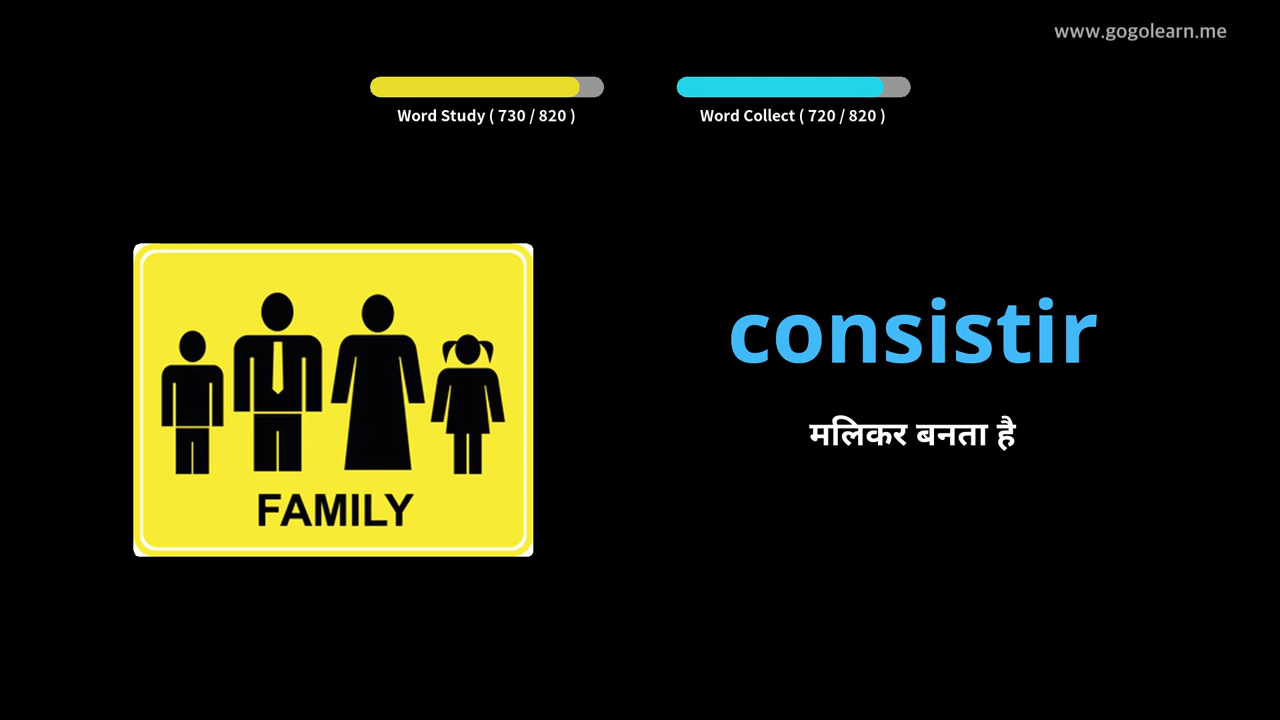 www.gogolearn.me
Word Study ( 730 / 820 )
Word Collect ( 720 / 820 )
consistir
मलिकर बनता है
FAMILY